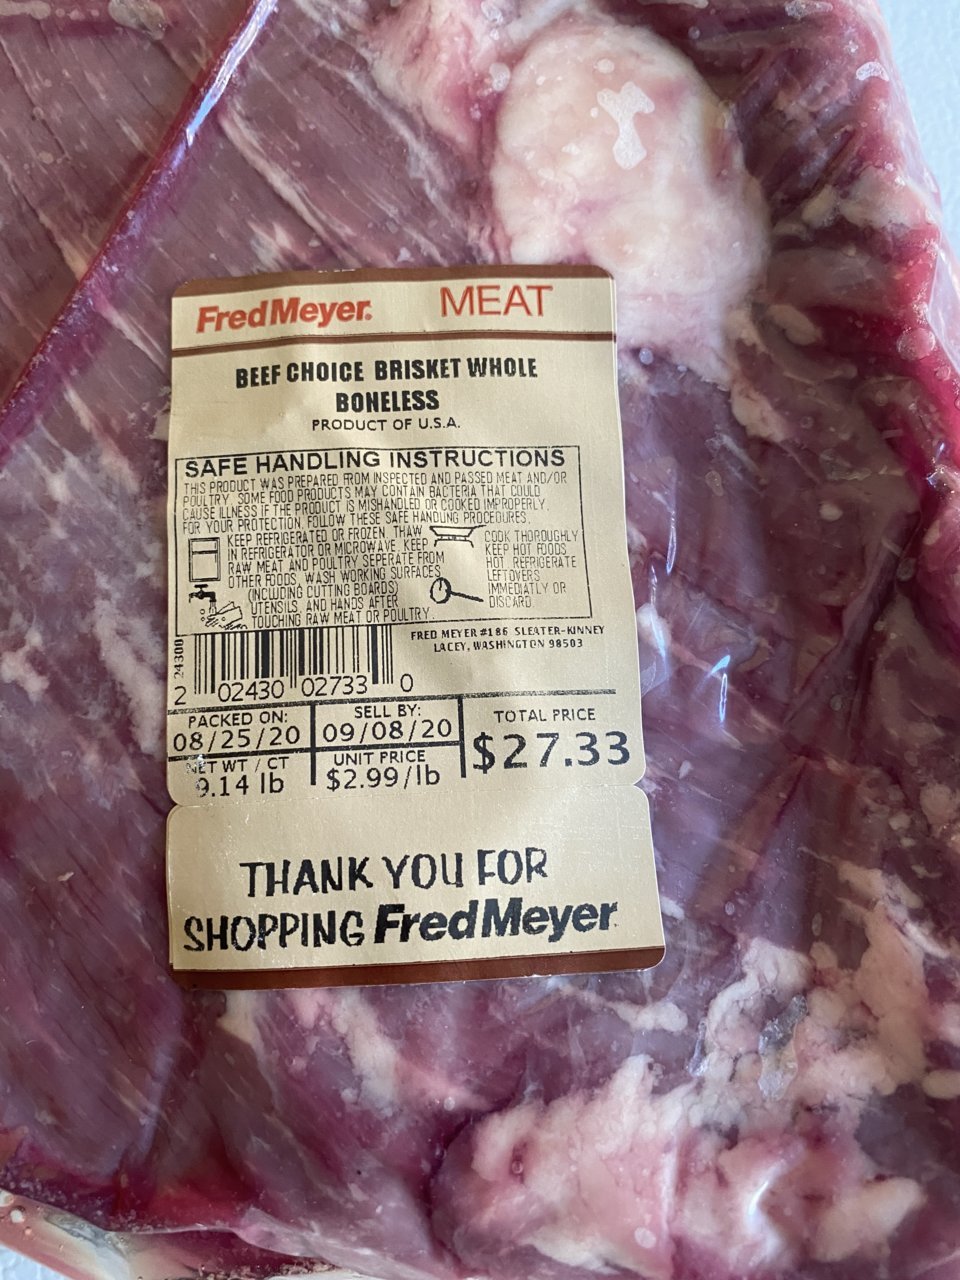 FredMeyer. MEAT
BEEF CHOICE BRISKET WHOLE
BONELESS
PRODUCT OF U.S.A.
SAFE HANDLING INSTRUCTIONS
THIS PRODUCT WAS PREPARED FROM INSPECTED AND PASSED MEAT AND/OR
POULTRY. SOME FOOD PRODUCTS MAY CONTAIN BACTERIA THAT COULD
CAUSE ILLNESS IF THE PRODUCT IS MISHANDLED OR COOKED IMPROPERLY.
FOR YOUR PROTECTION, FOLLOW THESE SAFE HANDLING PROCEDURES.
KEEP REFRIGERATED OR FROZEN. THAW
IN REFRIGERATOR OR MICROWAVE. KEEP
RAW MEAT AND POULTRY SEPERATE FROM
OTHER FOODS, WASH WORKING SURFACES
(INCLUDING CUTTING BOARDS)
UTENSILS, AND HANDS AFTER
TOUCHING RAW MEAT OR POULTRY.
COOK THOROUGHLY
KEEP HOT FOODS
HOT, REFRIGERATE
LEFTOVERS
IMMEDIATLY OR
DISCARD.
FRED MEYER #186 SLEATER-KINNEY
LACEY, WASHINGTON 98503
24300
2 02430 02733 0
PACKED ON: SELL BY: TOTAL PRICE
08/25/20 09/08/20 $27.33
NET WT / CT UNIT PRICE
9.14 lb $2.99/lb
THANK YOU FOR
SHOPPING FredMeyer.